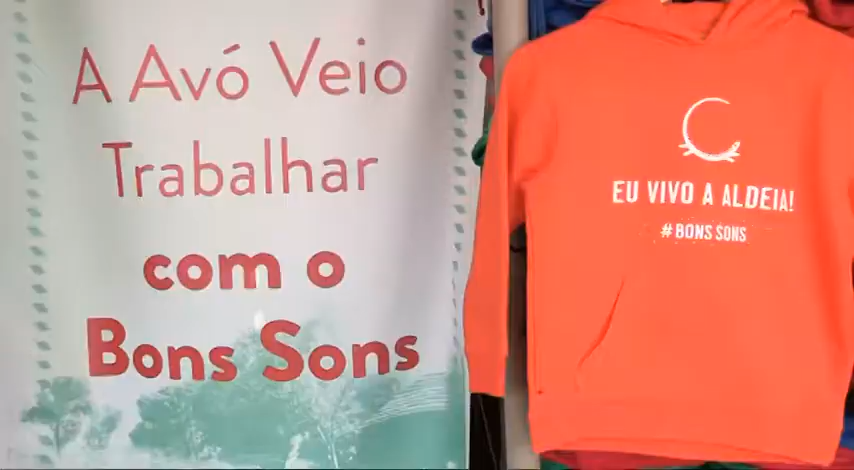 A Avó Veio
Trabalhar
com o
Bons Sons
EU VIVO A ALDEIA!
#BONS SONS